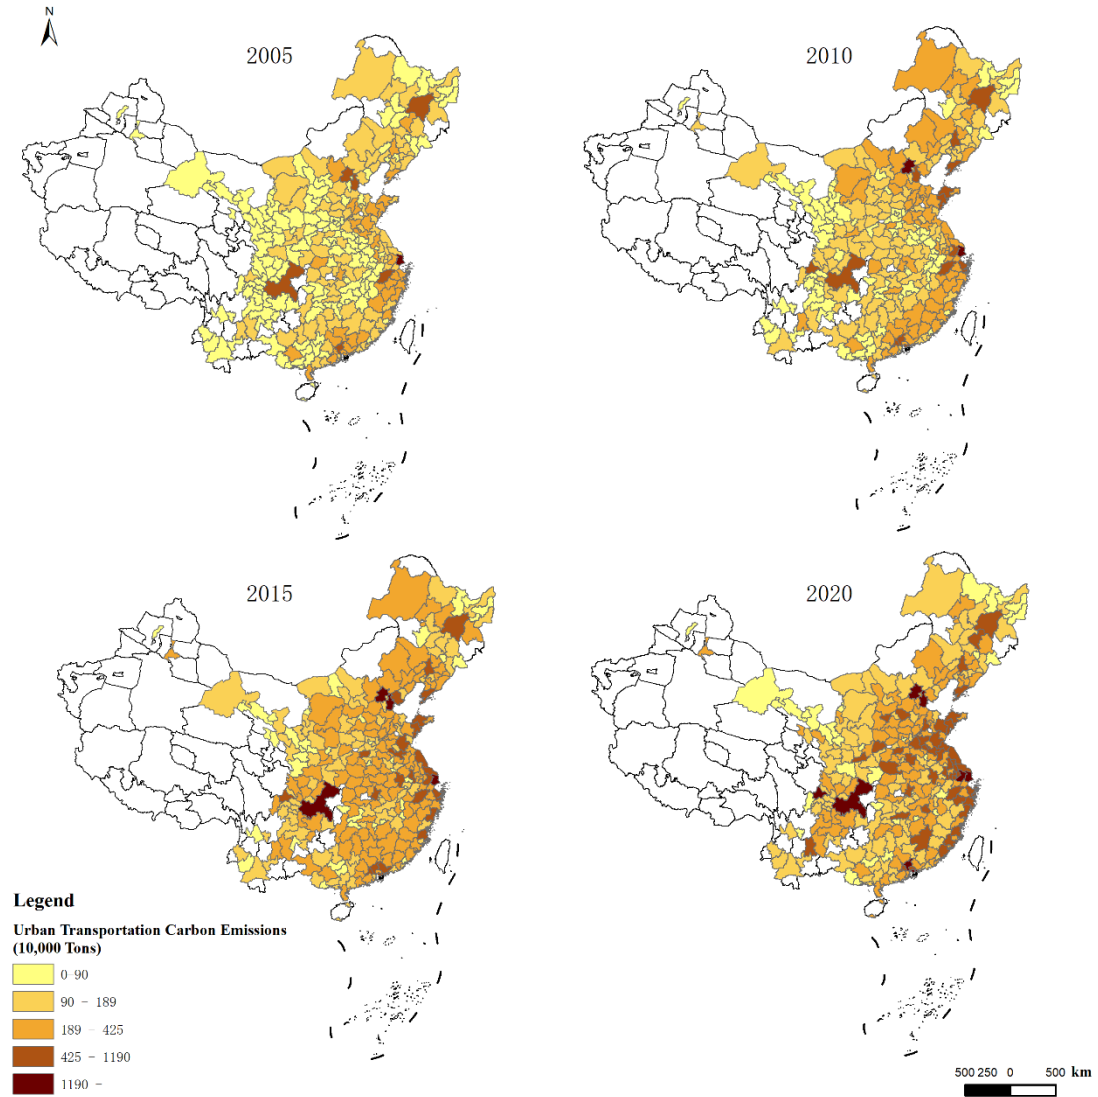 N
2005
2010
2015
2020
Legend
Urban Transportation Carbon Emissions
(10,000 Tons)
0-90
90 - 189
189 - 425
425 - 1190
1190 -
500 250 0 500 km